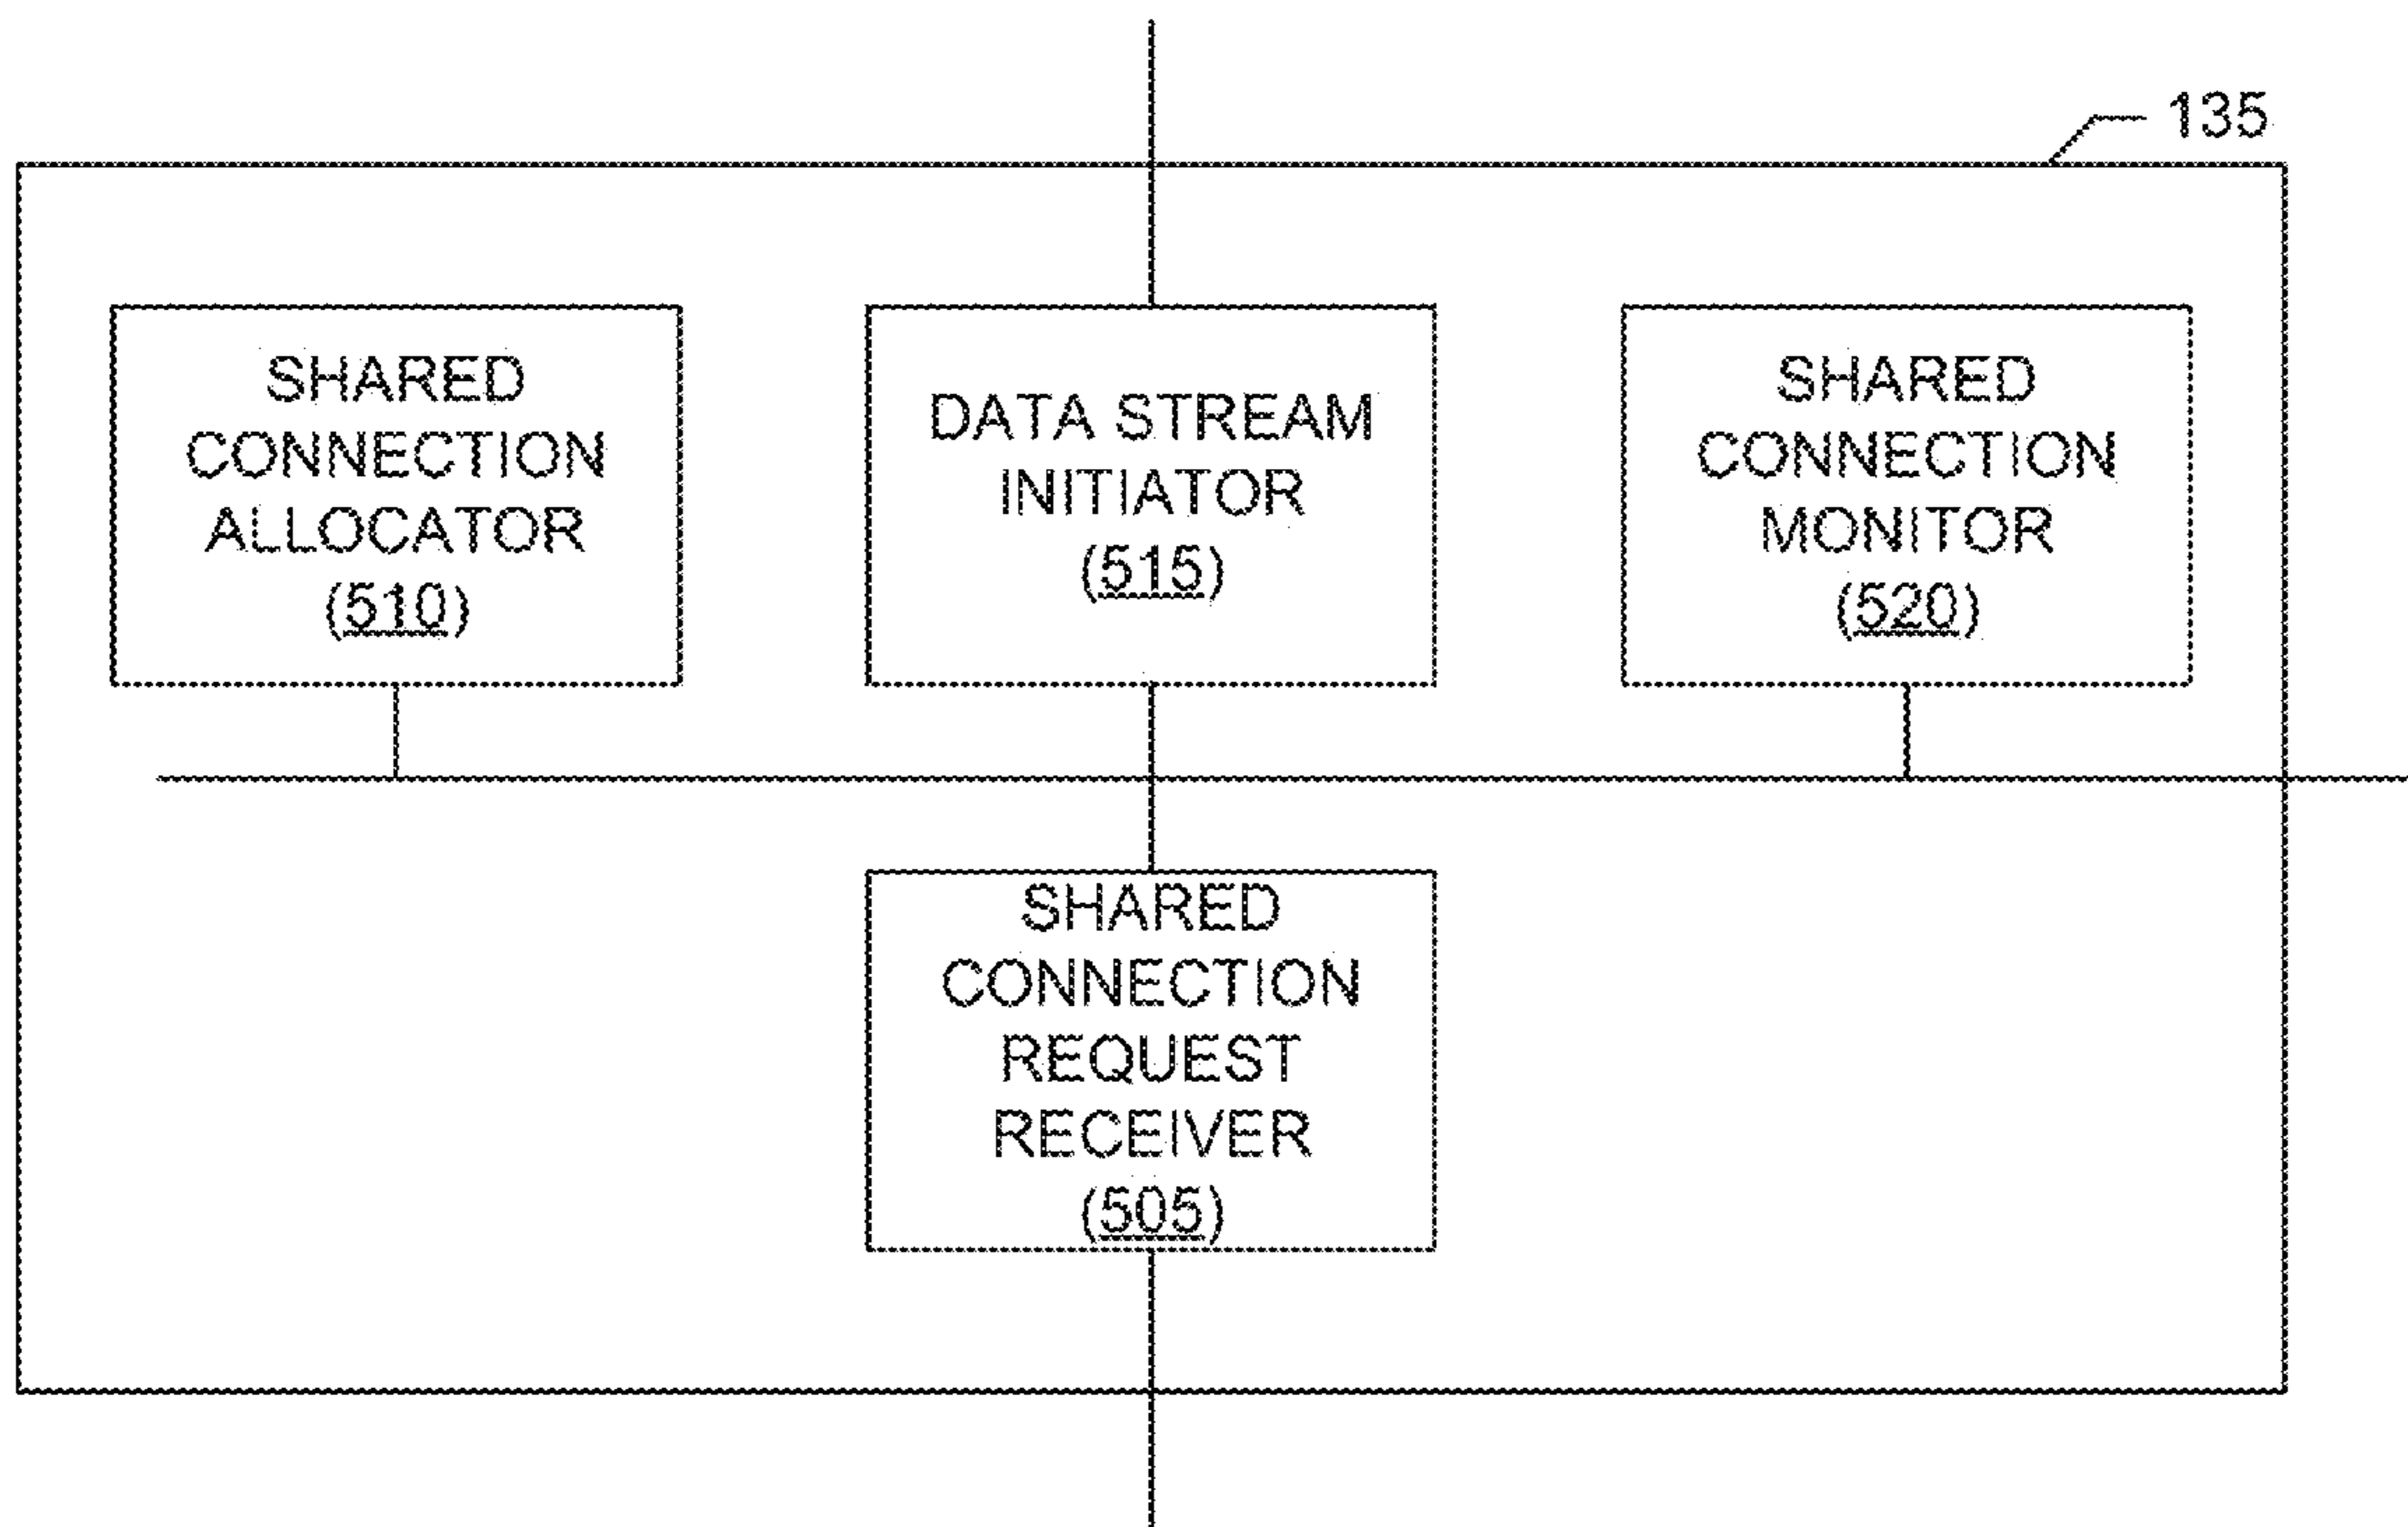 135
SHARED
CONNECTION
ALLOCATOR
(510)
DATA STREAM
INITIATOR
(515)
SHARED
CONNECTION
MONITOR
(520)
SHARED
CONNECTION
REQUEST
RECEIVER
(505)